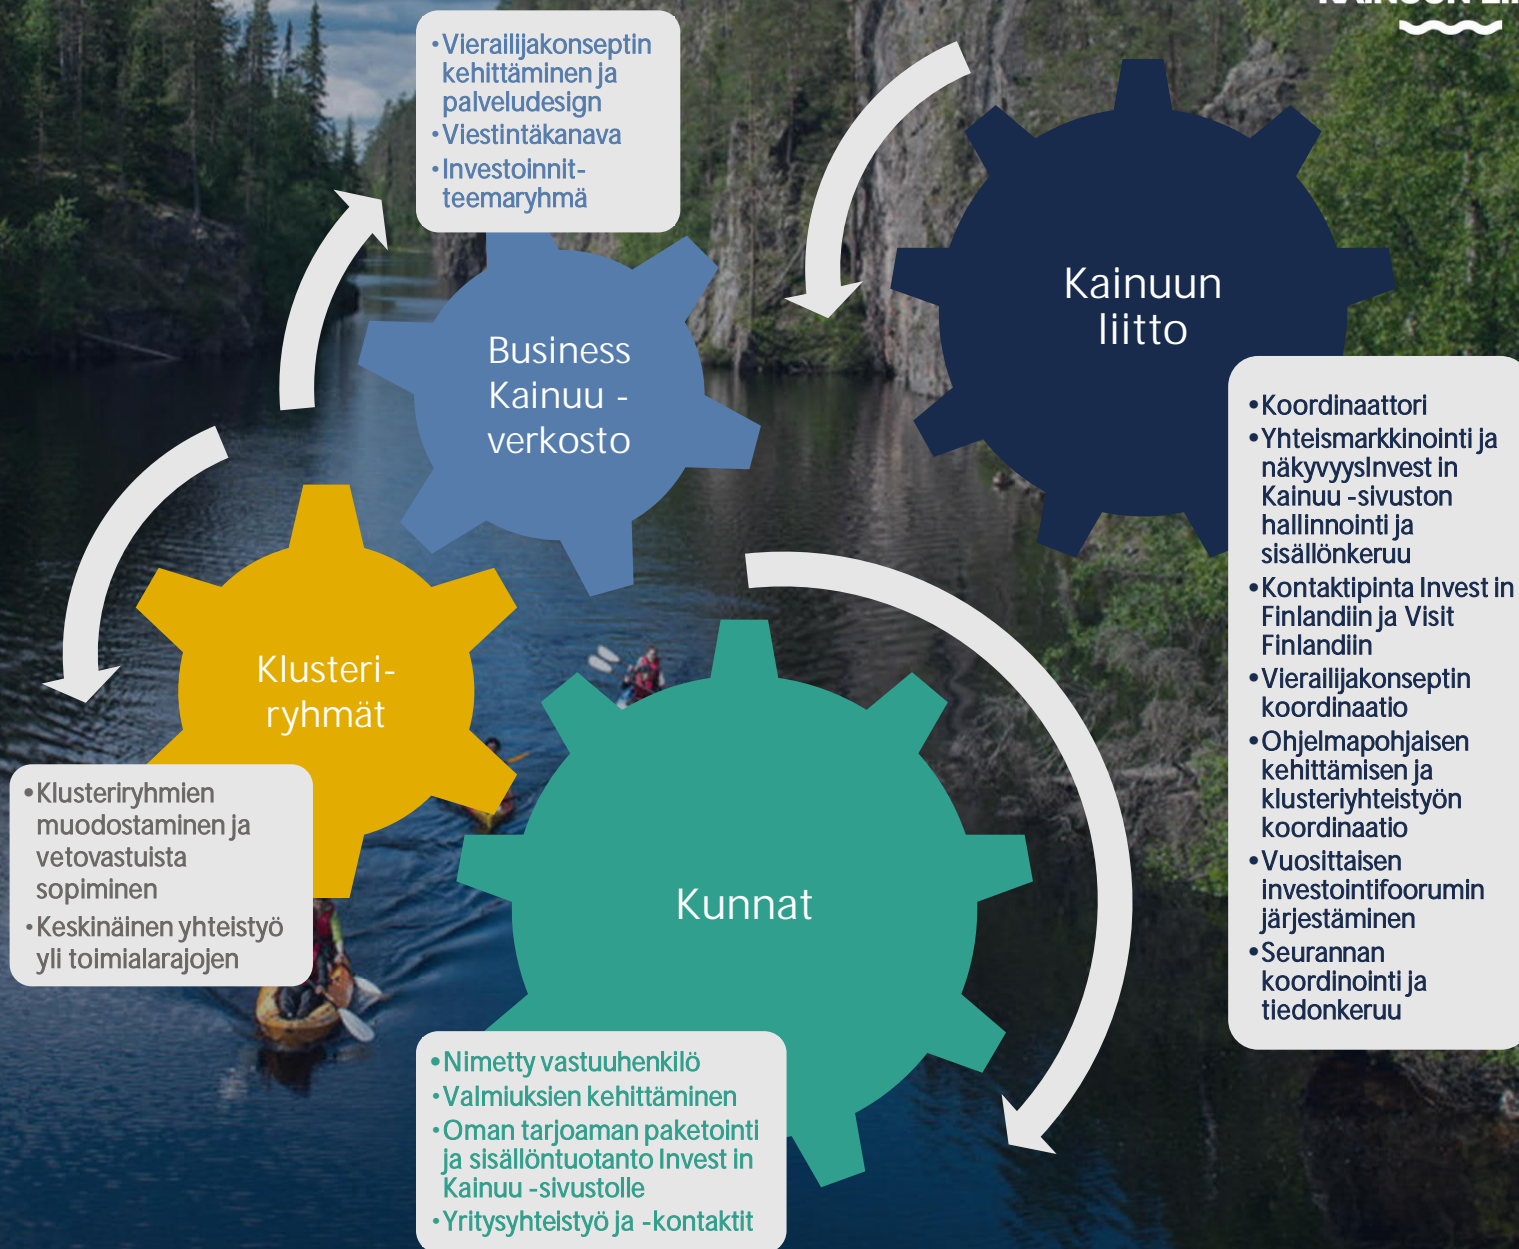 •Vierailijakonseptin
kehittäminen ja
palveludesign
•Viestintäkanava
•Investoinnit-
teemaryhmä
Business
Kainuu -
verkosto
Kainuun
liitto
•Koordinaattori
•Yhteismarkkinointi ja
näkyvyysInvest in
Kainuu -sivuston
hallinnointi ja
sisällönkeruu
•Kontaktipinta Invest in
Finlandiin ja Visit
Finlandiin
•Vierailijakonseptin
koordinaatio
•Ohjelmapohjaisen
kehittämisen ja
klusteriyhteistyön
koordinaatio
•Vuosittaisen
investointifoorumin
järjestäminen
•Seurannan
koordinointi ja
tiedonkeruu
Klusteri-
ryhmät
•Klusteriryhmien
muodostaminen ja
vetovastuista
sopiminen
•Keskinäinen yhteistyö
yli toimialarajojen
Kunnat
•Nimetty vastuuhenkilö
•Valmiuksien kehittäminen
•Oman tarjoaman paketointi
ja sisällöntuotanto Invest in
Kainuu -sivustolle
•Yritysyhteistyö ja -kontaktit